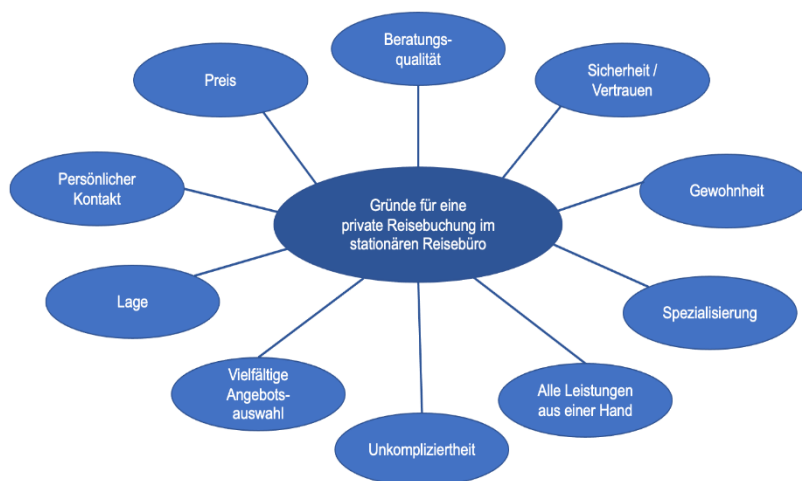 Beratungs-
qualität
Preis
Sicherheit /
Vertrauen
Persönlicher
Kontakt
Gründe für eine
private Reisebuchung im
stationären Reisebüro
Gewohnheit
Lage
Spezialisierung
Vielfältige
Angebots-
auswahl
Alle Leistungen
aus einer Hand
Unkompliziertheit